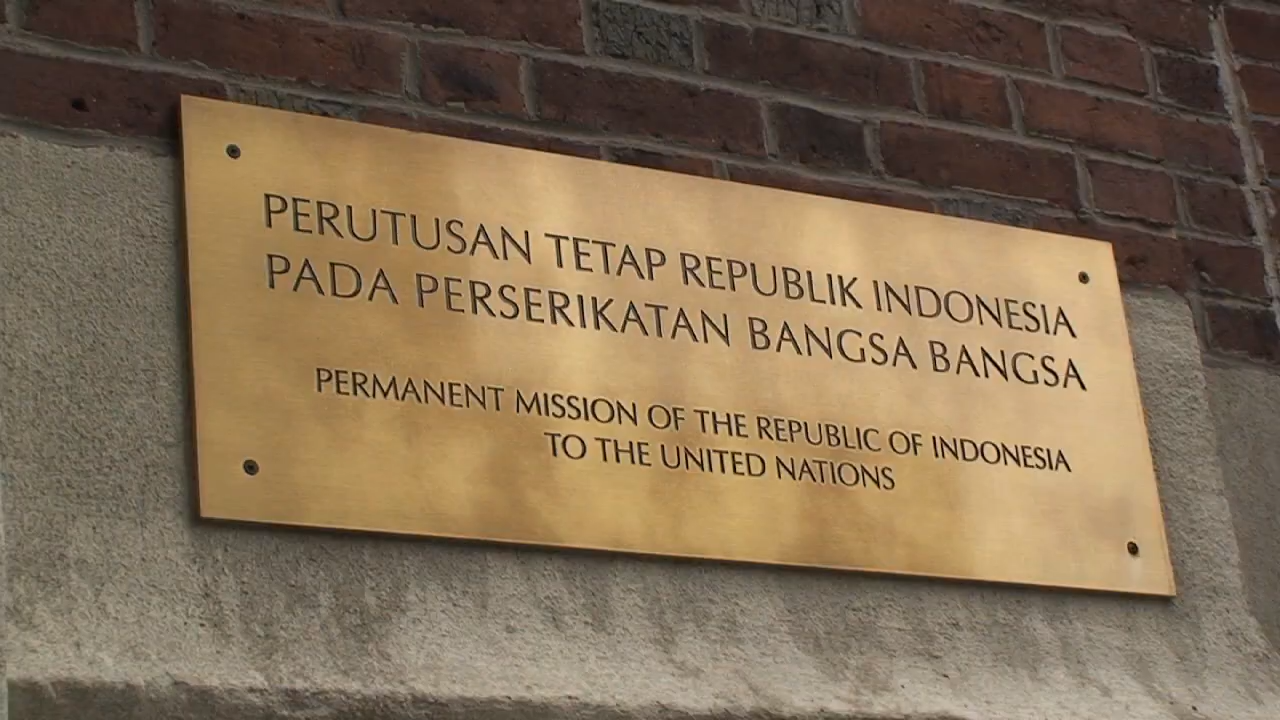 PERUTUSAN TETAP REPUBLIK INDONESIA
PADA PERSERIKATAN BANGSA BANGSA
PERMANENT MISSION OF THE REPUBLIC OF INDONESIA
TO THE UNITED NATIONS